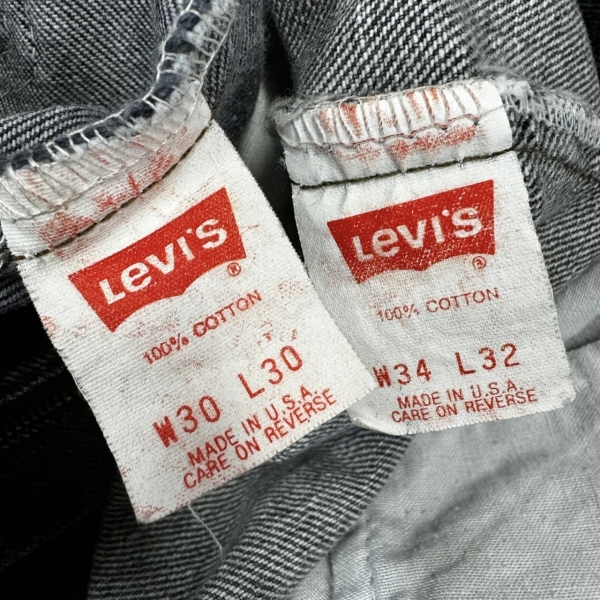 Levi's
®
100% COTTON
W30 L30
MADE IN U.S.A.
CARE ON REVERSE
Levi's
®
100% COTTON
W34 L32
MADE IN U.S.A.
CARE ON REVERSE